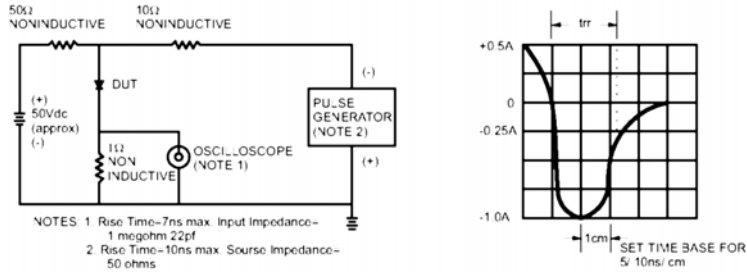 50Ω
NONINDUCTIVE
10Ω
NONINDUCTIVE
DUT
(+)
50Vdc
(approx)
(-)
1Ω
NON
INDUCTIVE
OSCILLOSCOPE
(NOTE 1)
(-)
PULSE
GENERATOR
(NOTE 2)
(+)
NOTES: 1. Rise Time=7ns max. Input Impedance=
1 megohm 22pf
2. Rise Time=10ns max. Sourse Impedance=
50 ohms
trr
+0.5A
0
-0.25A
-1.0A
1cm
SET TIME BASE FOR
5/ 10ns/ cm